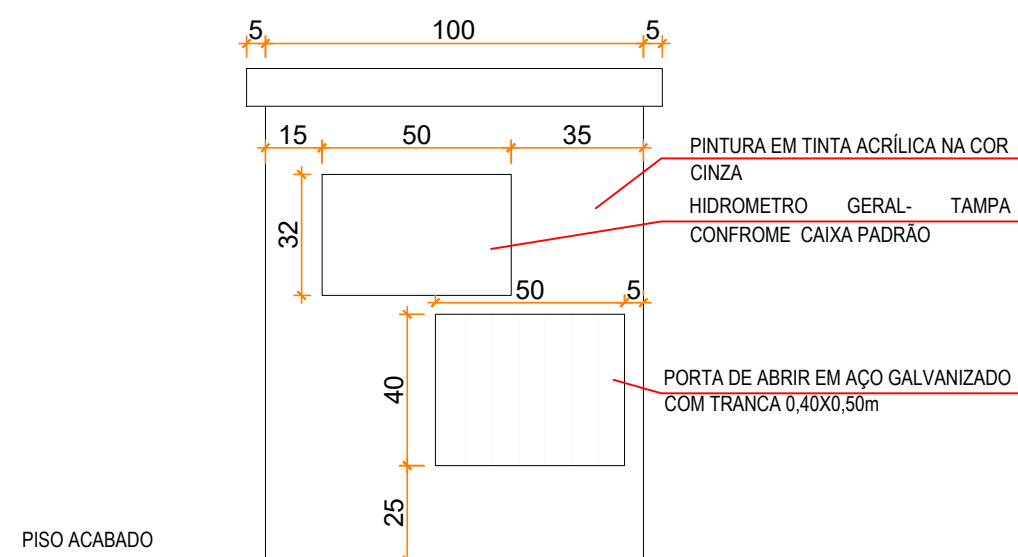 5 100 5
15 50 35
PINTURA EM TINTA ACRÍLICA NA COR
CINZA
HIDROMETRO GERAL- TAMPA
CONFROME CAIXA PADRÃO
32
50 5
40
PORTA DE ABRIR EM AÇO GALVANIZADO
COM TRANCA 0,40X0,50m
25
PISO ACABADO